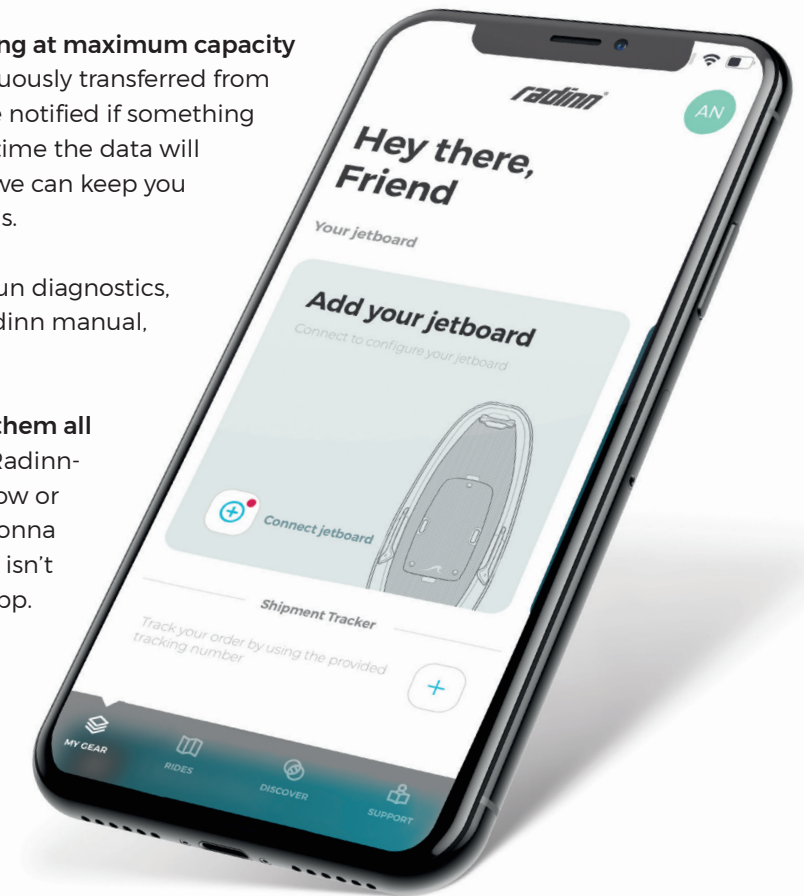 ng at maximum capacity
uously transferred from
e notified if something
time the data will
we can keep you
s.
un diagnostics,
dinn manual,
them all
Radinn-
ow or
onna
isn't
pp.
radinn
AN
Hey there,
Friend
Your jetboard
Add your jetboard
Connect to configure your jetboard
Connect jetboard
Shipment Tracker
Track your order by using the provided
tracking number
MY GEAR
RIDES
DISCOVER
SUPPORT